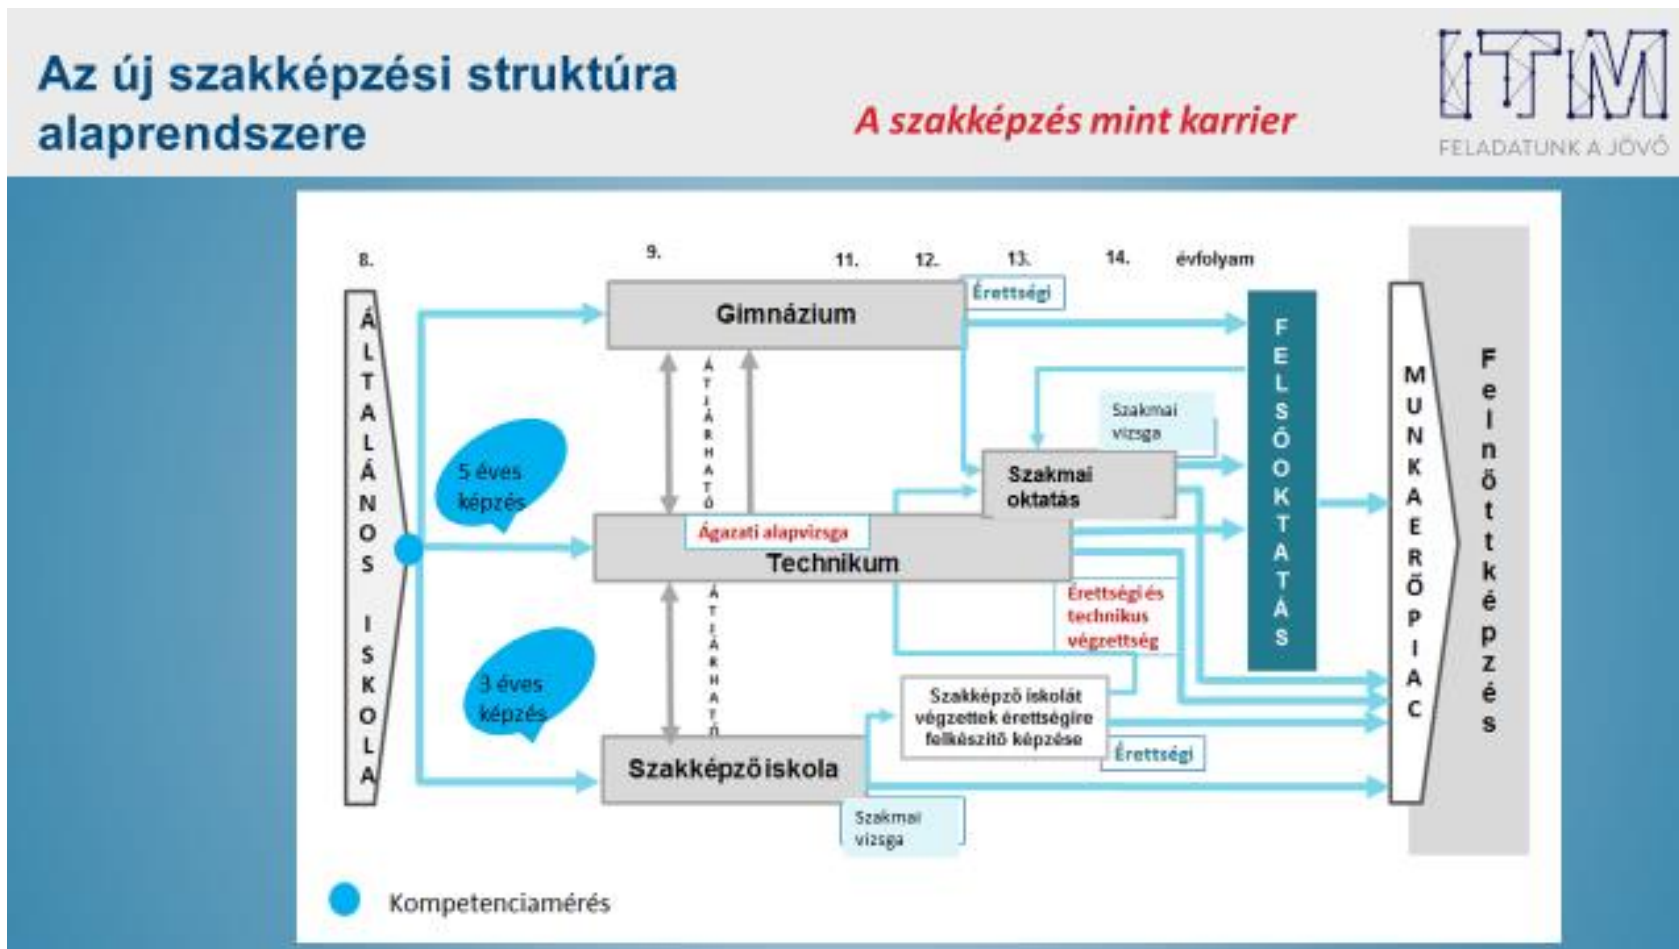 Az új szakképzési struktúra
alaprendszere
A szakképzés mint karrier
ITM
FELADATUNK A JÖVŐ
8.
9.
11.
12.
13.
14.
évfolyam
ÁLTALÁNOS ISKOLA
Gimnázium
Érettségi
ÁTJÁRHATÓ
5 éves
képzés
Szakmai
vizsga
Szakmai
oktatás
Ágazati alapvizsga
Technikum
ÁTJÁRHATÓ
Érettségi és
technikus
végzettség
3 éves
képzés
Szakképző iskolát
végzettek érettségire
felkészítő képzése
Érettségi
Szakképző iskola
Szakmai
vizsga
FELSŐOKTATÁS
MUNKAERŐPIAC
Felnőttképzés
Kompetenciamérés